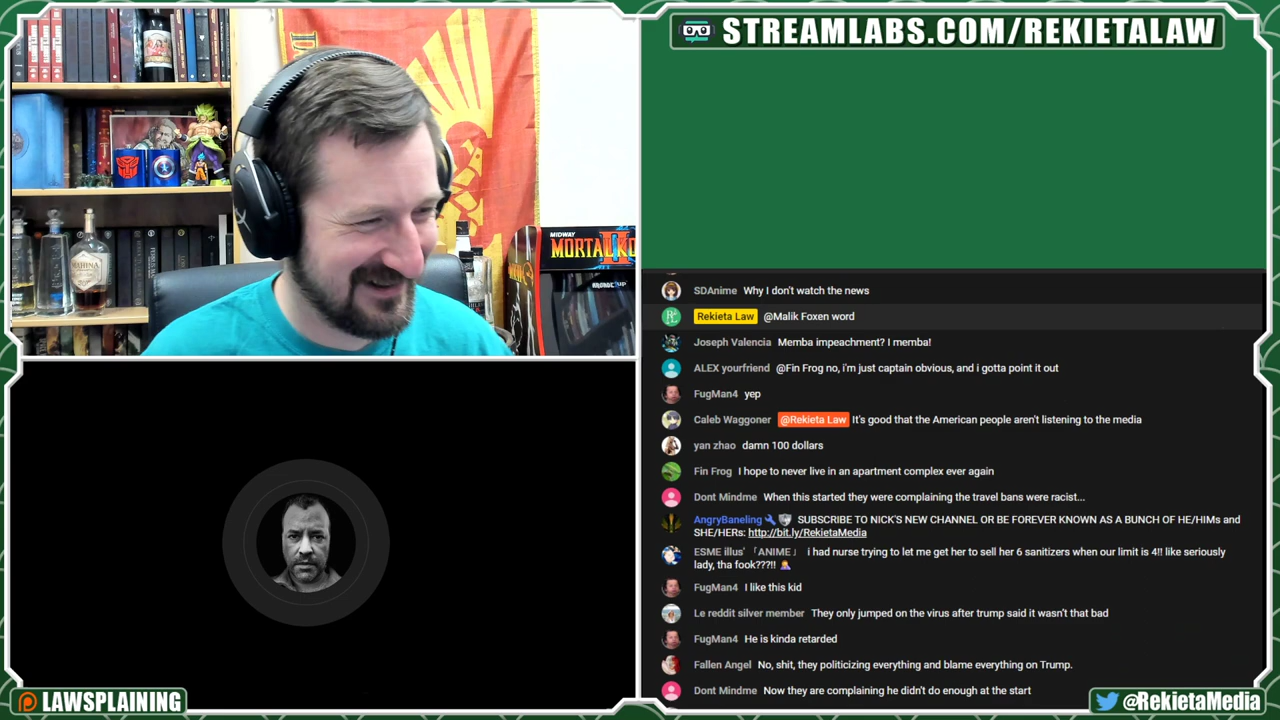 STREAMLABS.COM/REKIETALAW
MAHINA
MIDWAY
MORTAL KO
II
SDAnime Why I don't watch the news
Rekieta Law @Malik Foxen word
Joseph Valencia Memba impeachment? I memba!
ALEX yourfriend @Fin Frog no, i'm just captain obvious, and i gotta point it out
FugMan4 yep
Caleb Waggoner @Rekieta Law It's good that the American people aren't listening to the media
yan zhao damn 100 dollars
Fin Frog I hope to never live in an apartment complex ever again
Dont Mindme When this started they were complaining the travel bans were racist...
AngryBaneling SUBSCRIBE TO NICK'S NEW CHANNEL OR BE FOREVER KNOWN AS A BUNCH OF HE/HIMs and
SHE/HERs: http://bit.ly/RekietaMedia
ESME illus' 「ANIME」 i had nurse trying to let me get her to sell her 6 sanitizers when our limit is 4!! like seriously
lady, tha fook???!!
FugMan4 I like this kid
Le reddit silver member They only jumped on the virus after trump said it wasn't that bad
FugMan4 He is kinda retarded
Fallen Angel No, shit, they politicizing everything and blame everything on Trump.
Dont Mindme Now they are complaining he didn't do enough at the start
LAWSPLAINING
@RekietaMedia